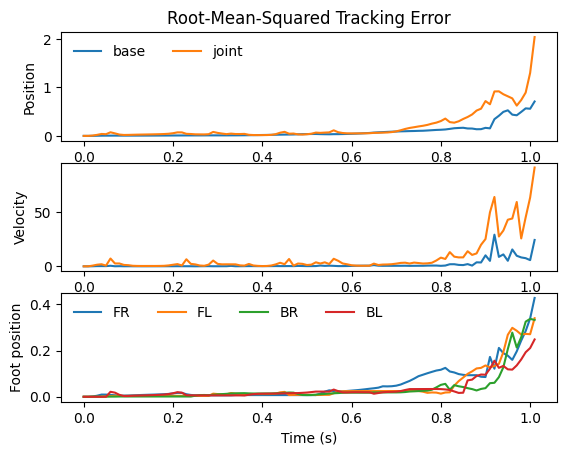 Root-Mean-Squared Tracking Error
Position
base joint
2
1
0
0.0 0.2 0.4 0.6 0.8 1.0
Velocity
50
0
0.0 0.2 0.4 0.6 0.8 1.0
Foot position
FR FL BR BL
0.4
0.2
0.0
0.0 0.2 0.4 0.6 0.8 1.0
Time (s)